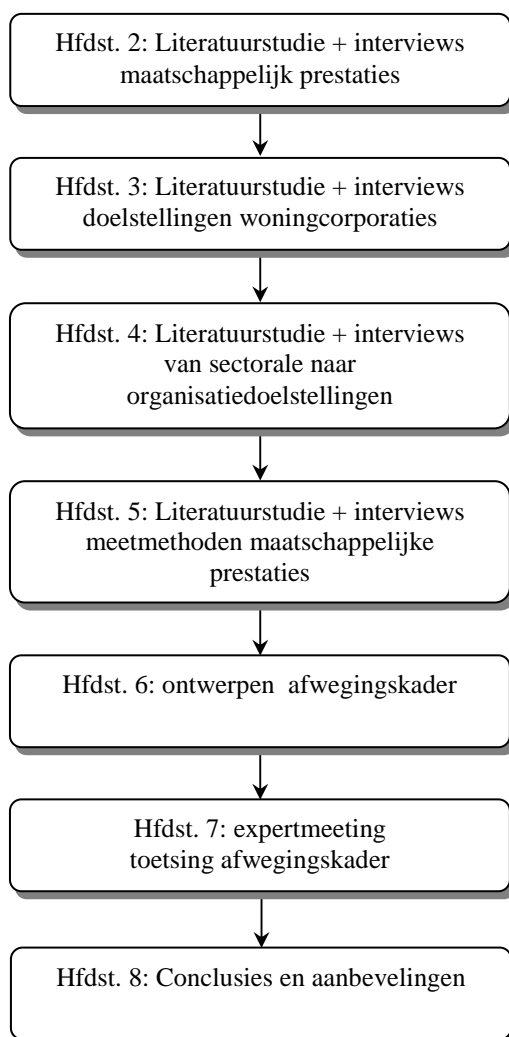 Hfdst. 2: Literatuurstudie + interviews
maatschappelijk prestaties
Hfdst. 3: Literatuurstudie + interviews
doelstellingen woningcorporaties
Hfdst. 4: Literatuurstudie + interviews
van sectorale naar
organisatiedoelstellingen
Hfdst. 5: Literatuurstudie + interviews
meetmethoden maatschappelijke
prestaties
Hfdst. 6: ontwerpen afwegingskader
Hfdst. 7: expertmeeting
toetsing afwegingskader
Hfdst. 8: Conclusies en aanbevelingen